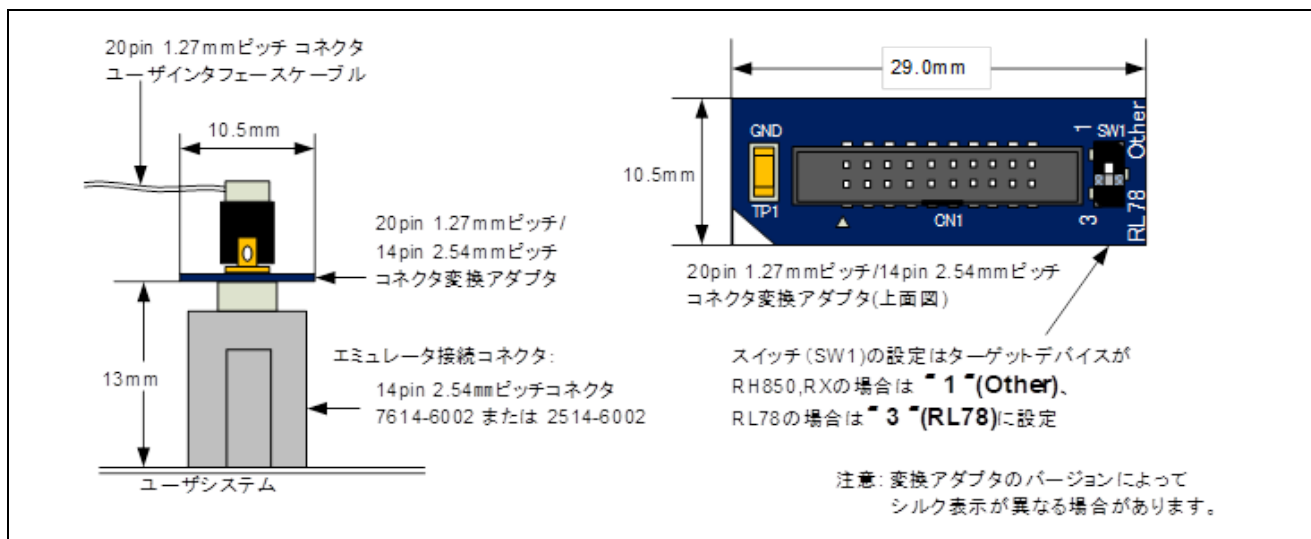 20pin 1.27mmピッチ コネクタ
ユーザインタフェースケーブル
10.5mm
20pin 1.27mmピッチ/
14pin 2.54mmピッチ
コネクタ変換アダプタ
13mm
エミュレータ接続コネクタ:
14pin 2.54㎜ピッチコネクタ
7614-6002 または 2514-6002
ユーザシステム
29.0mm
10.5mm
GND
TP1
CN1
1
SW1
Other
3
RL78
20pin 1.27mmピッチ/14pin 2.54mmピッチ
コネクタ変換アダプタ(上面図)
スイッチ(SW1)の設定はターゲットデバイスが
RH850,RXの場合は "1"(Other)、
RL78の場合は "3"(RL78)に設定
注意: 変換アダプタのバージョンによって
シルク表示が異なる場合があります。